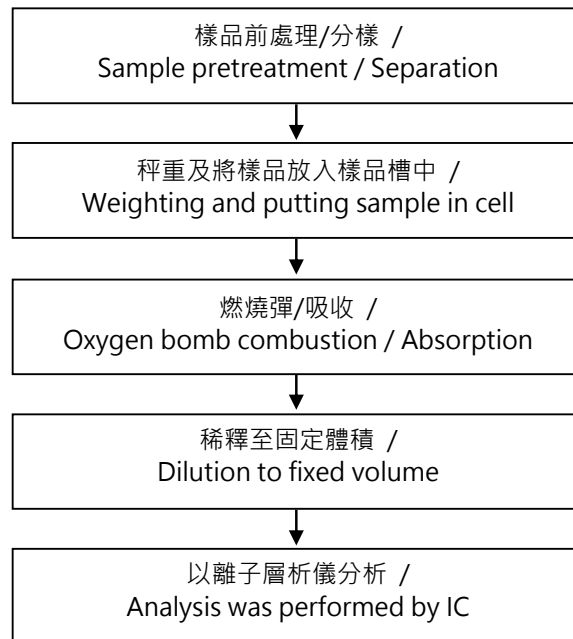 樣品前處理/分樣 /
Sample pretreatment / Separation
秤重及將樣品放入樣品槽中 /
Weighting and putting sample in cell
燃燒彈/吸收 /
Oxygen bomb combustion / Absorption
稀釋至固定體積 /
Dilution to fixed volume
以離子層析儀分析 /
Analysis was performed by IC